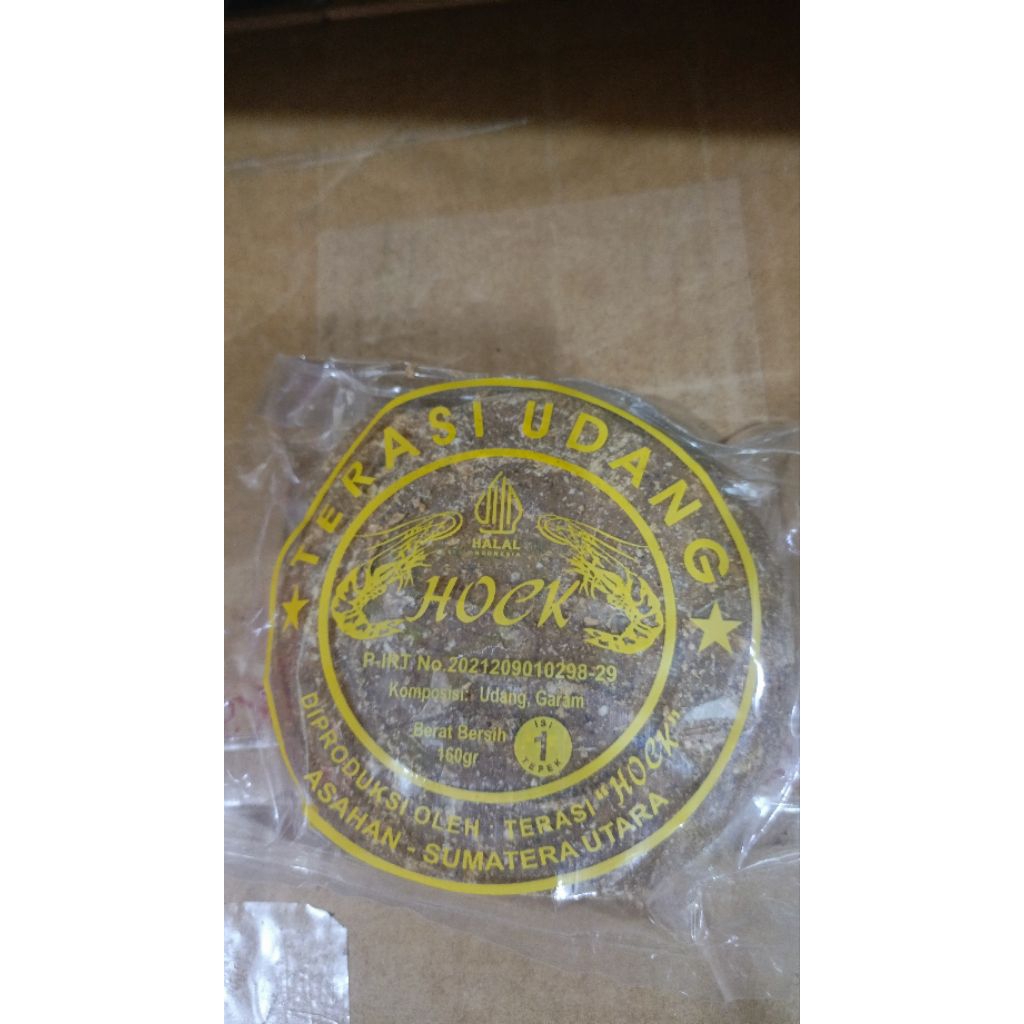 TERASI UDANG
HALAL
INDONESIA
HOCK
P-IRT No.2021209010298-29
Komposisi: Udang, Garam
Berat Bersih
160gr
ISI
1
TEPEK
DIPRODUKSI OLEH : TERASI "HOCK"
ASAHAN - SUMATERA UTARA